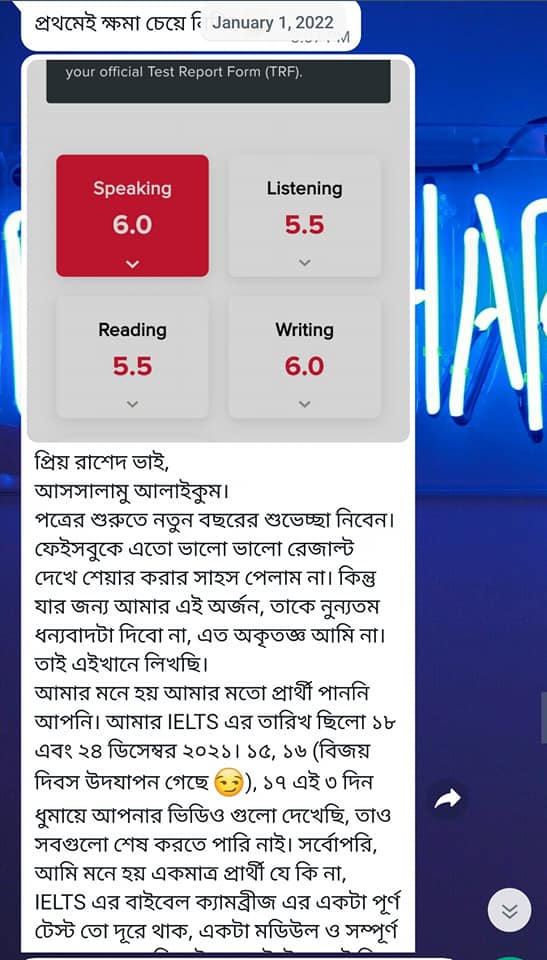 প্রথমেই ক্ষমা চেয়ে
January 1, 2022
your official Test Report Form (TRF).
Speaking
6.0
Listening
5.5
Reading
5.5
Writing
6.0
প্রিয় রাশেদ ভাই,
আসসালামু আলাইকুম।
পত্রের শুরুতে নতুন বছরের শুভেচ্ছা নিবেন।
ফেইসবুকে এতো ভালো ভালো রেজাল্ট
দেখে শেয়ার করার সাহস পেলাম না। কিন্তু
যার জন্য আমার এই অর্জন, তাকে নুন্যতম
ধন্যবাদটা দিবো না, এত অকৃতজ্ঞ আমি না।
তাই এইখানে লিখছি।
আমার মনে হয় আমার মতো প্রার্থী পাননি
আপনি। আমার IELTS এর তারিখ ছিলো ১৮
এবং ২৪ ডিসেম্বর ২০২১। ১৫, ১৬ (বিজয়
দিবস উদযাপন গেছে 😏), ১৭ এই ৩ দিন
ধুমায়ে আপনার ভিডিও গুলো দেখেছি, তাও
সবগুলো শেষ করতে পারি নাই। সর্বোপরি,
আমি মনে হয় একমাত্র প্রার্থী যে কি না,
IELTS এর বাইবেল ক্যামব্রীজ এর একটা পূর্ণ
টেস্ট তো দূরে থাক, একটা মডিউল ও সম্পূর্ণ